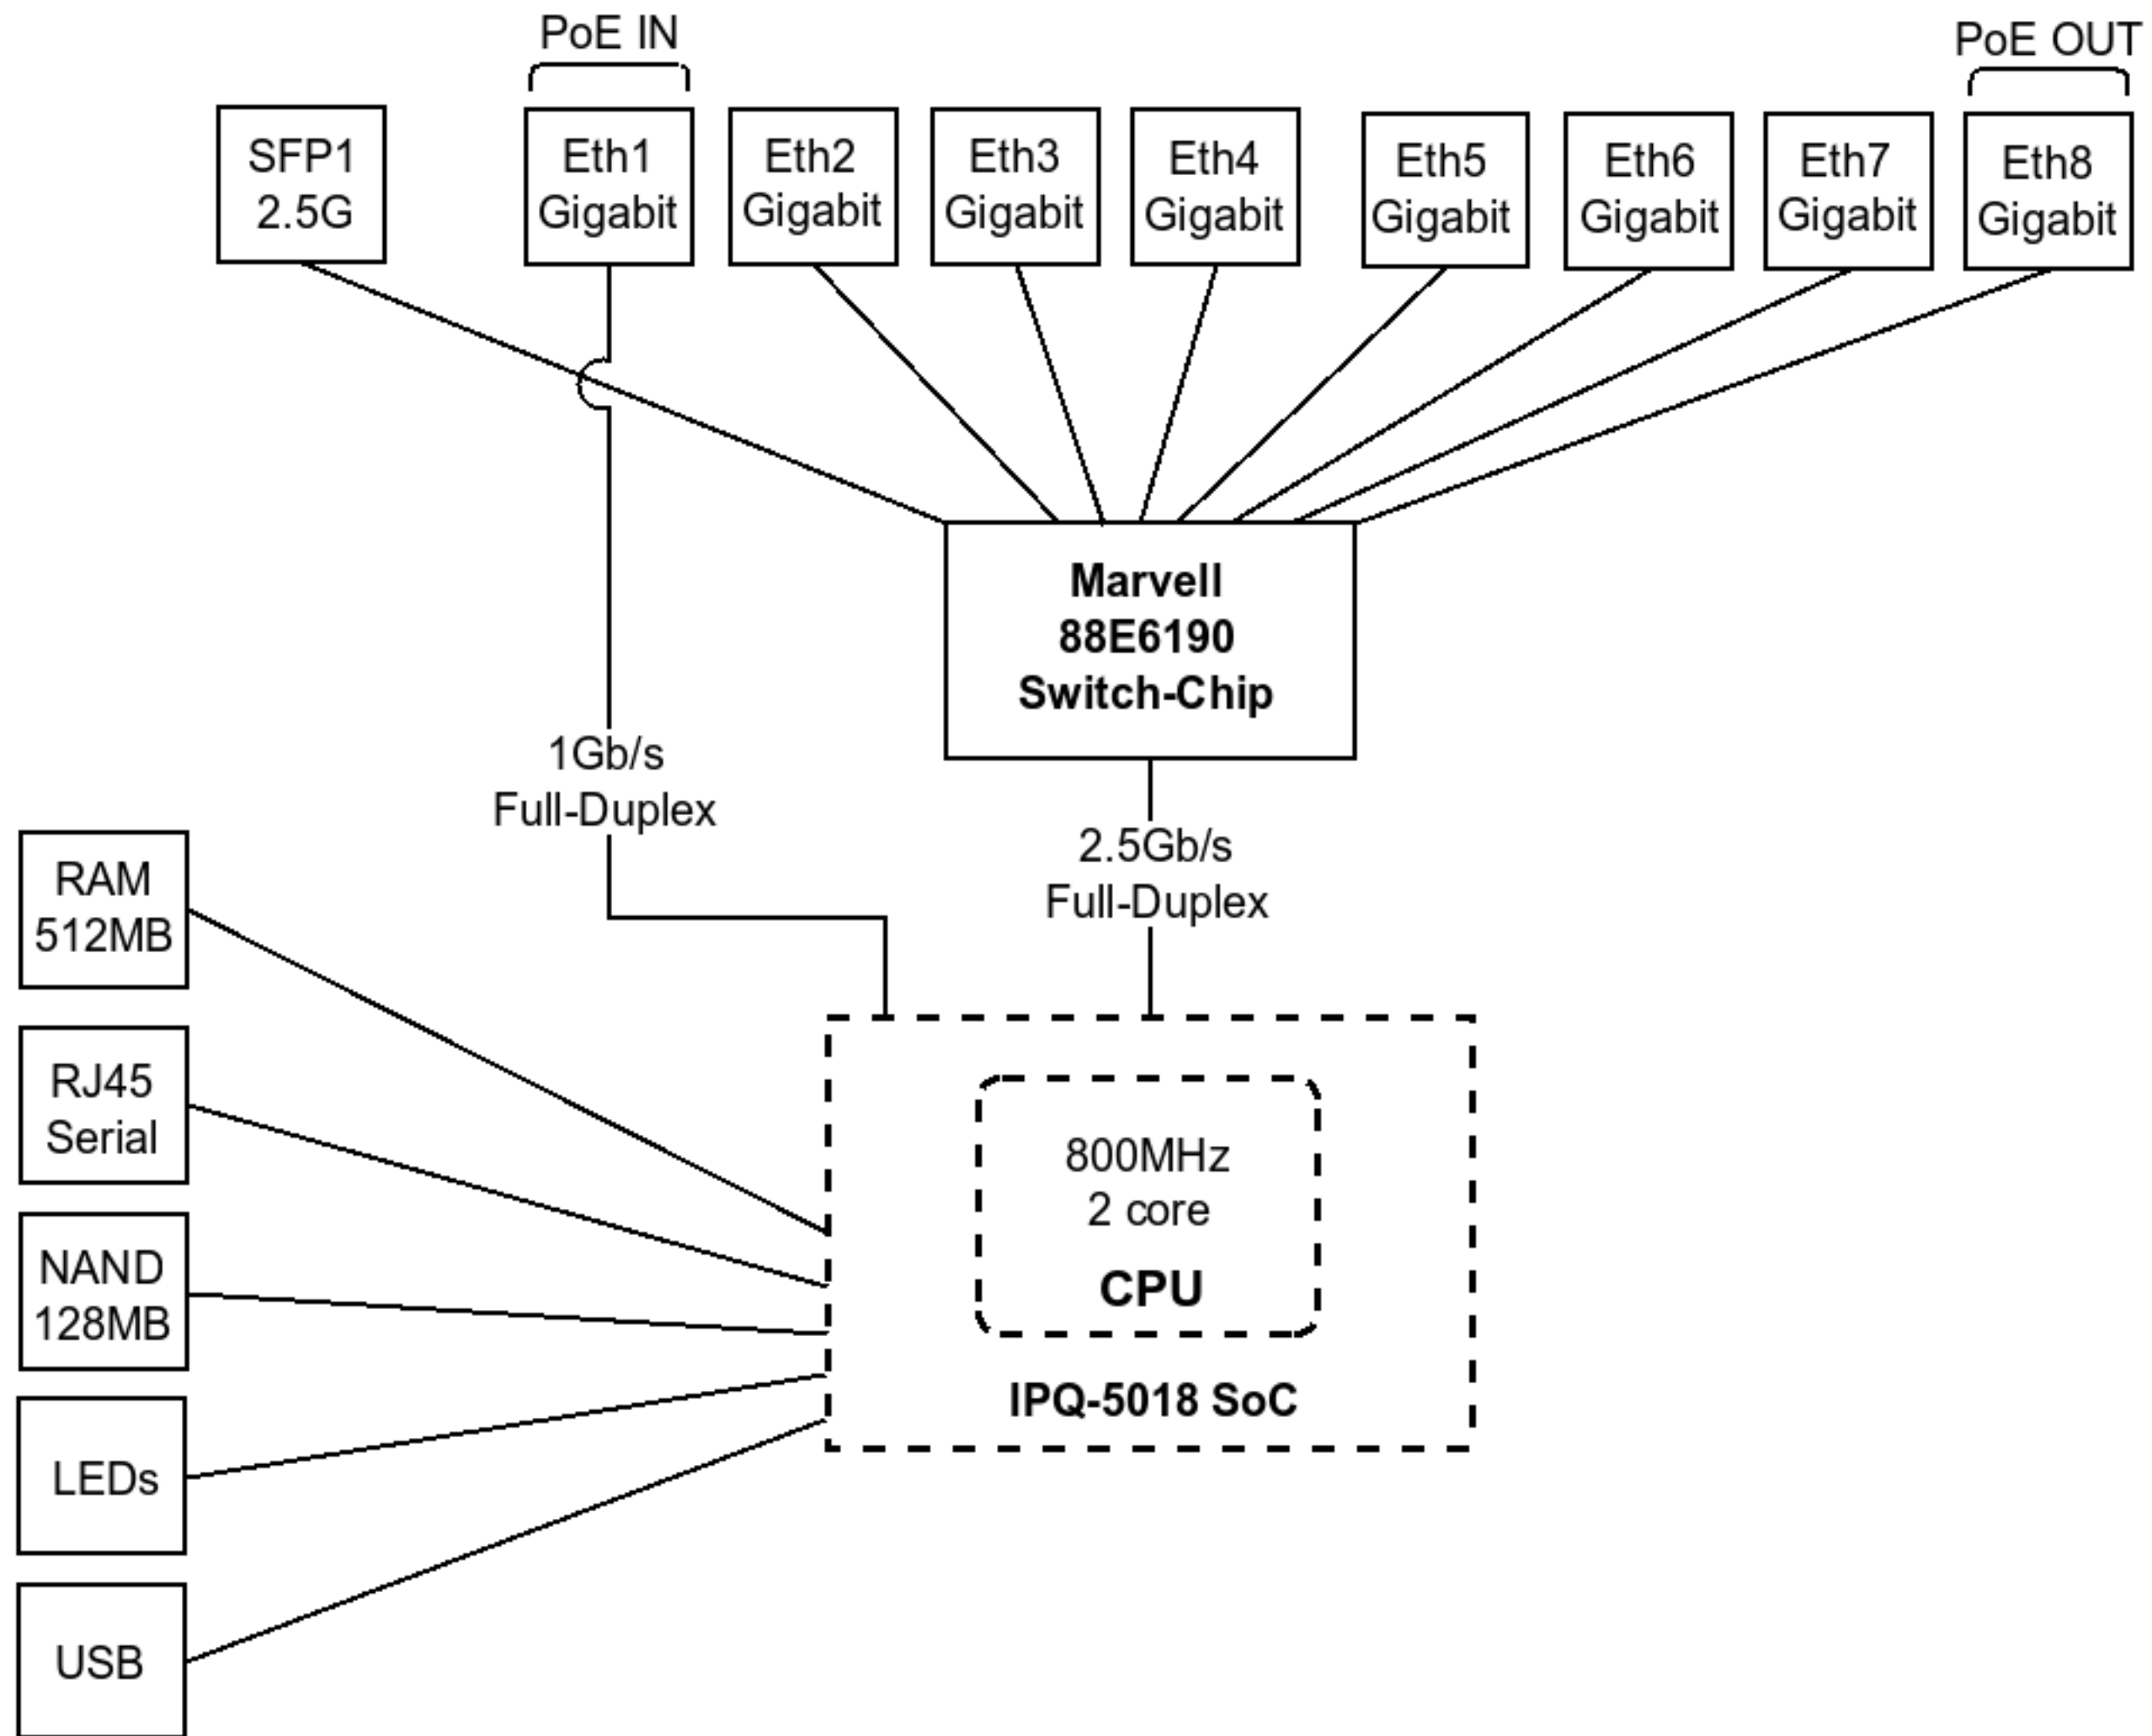 PoE IN
PoE OUT
SFP1
2.5G
Eth1
Gigabit
Eth2
Gigabit
Eth3
Gigabit
Eth4
Gigabit
Eth5
Gigabit
Eth6
Gigabit
Eth7
Gigabit
Eth8
Gigabit
Marvell
88E6190
Switch-Chip
1Gb/s
Full-Duplex
2.5Gb/s
Full-Duplex
RAM
512MB
RJ45
Serial
NAND
128MB
LEDs
USB
800MHz
2 core
CPU
IPQ-5018 SoC